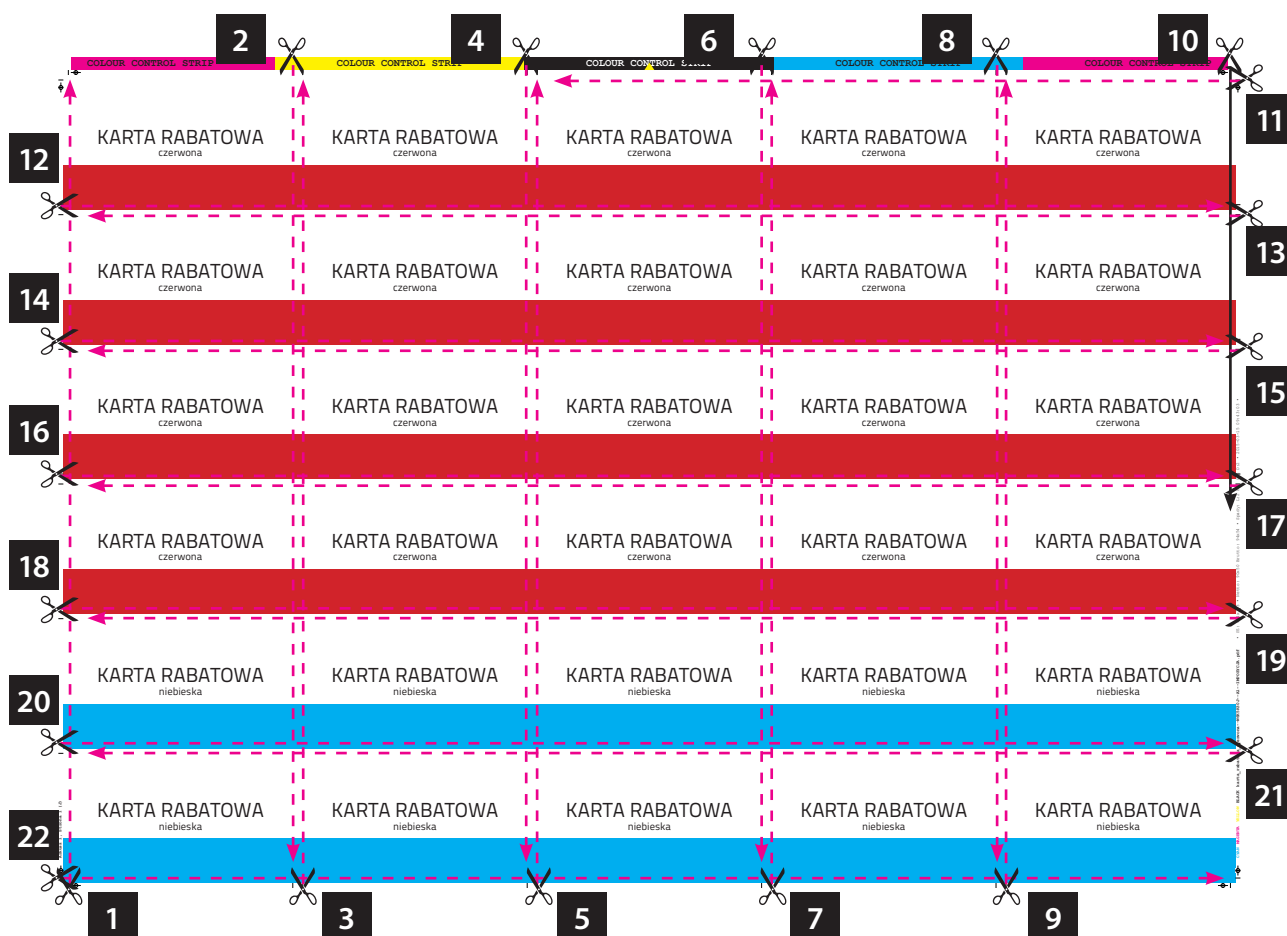 2 4 6 8 10
COLOUR CONTROL STRIP COLOUR CONTROL STRIP COLOUR CONTROL STRIP COLOUR CONTROL STRIP COLOUR CONTROL STRIP
11
KARTA RABATOWA KARTA RABATOWA KARTA RABATOWA KARTA RABATOWA KARTA RABATOWA
czerwona czerwona czerwona czerwona czerwona
12
13
KARTA RABATOWA KARTA RABATOWA KARTA RABATOWA KARTA RABATOWA KARTA RABATOWA
czerwona czerwona czerwona czerwona czerwona
14
15
KARTA RABATOWA KARTA RABATOWA KARTA RABATOWA KARTA RABATOWA KARTA RABATOWA
czerwona czerwona czerwona czerwona czerwona
16
17
KARTA RABATOWA KARTA RABATOWA KARTA RABATOWA KARTA RABATOWA KARTA RABATOWA
czerwona czerwona czerwona czerwona czerwona
18
19
KARTA RABATOWA KARTA RABATOWA KARTA RABATOWA KARTA RABATOWA KARTA RABATOWA
niebieska niebieska niebieska niebieska niebieska
20
21
KARTA RABATOWA KARTA RABATOWA KARTA RABATOWA KARTA RABATOWA KARTA RABATOWA
niebieska niebieska niebieska niebieska niebieska
22
1 3 5 7 9